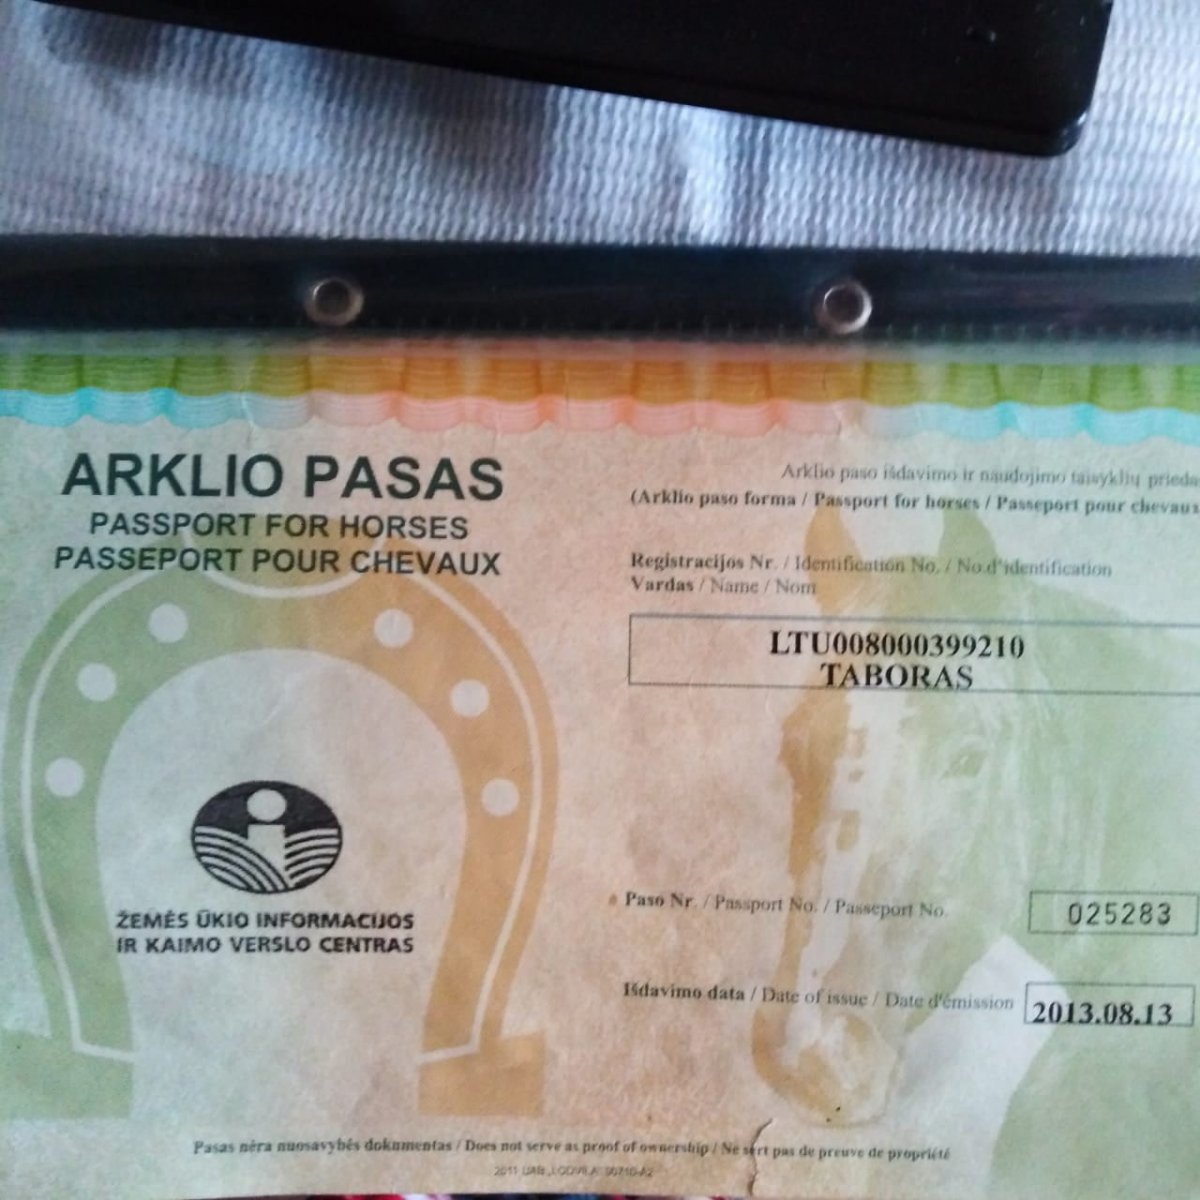 ARKLIO PASAS
PASSPORT FOR HORSES
PASSEPORT POUR CHEVAUX
Arklio paso išdavimo ir naudojimo taisyklių prieda
(Arklio paso forma / Passport for horses / Passeport pour chevaux
Registracijos Nr. / Identification No. / No.d'identification
Vardas / Name / Nom
LTU008000399210
TABORAS
ŽEMĖS ŪKIO INFORMACIJOS
IR KAIMO VERSLO CENTRAS
Paso Nr. / Passport No. / Passeport No.
025283
Išdavimo data / Date of issue / Date d'émission
2013.08.13
Pasas nėra nuosavybės dokumentas / Does not serve as proof of ownership / Ne sert pas de preuve de propriété
2011 UAB